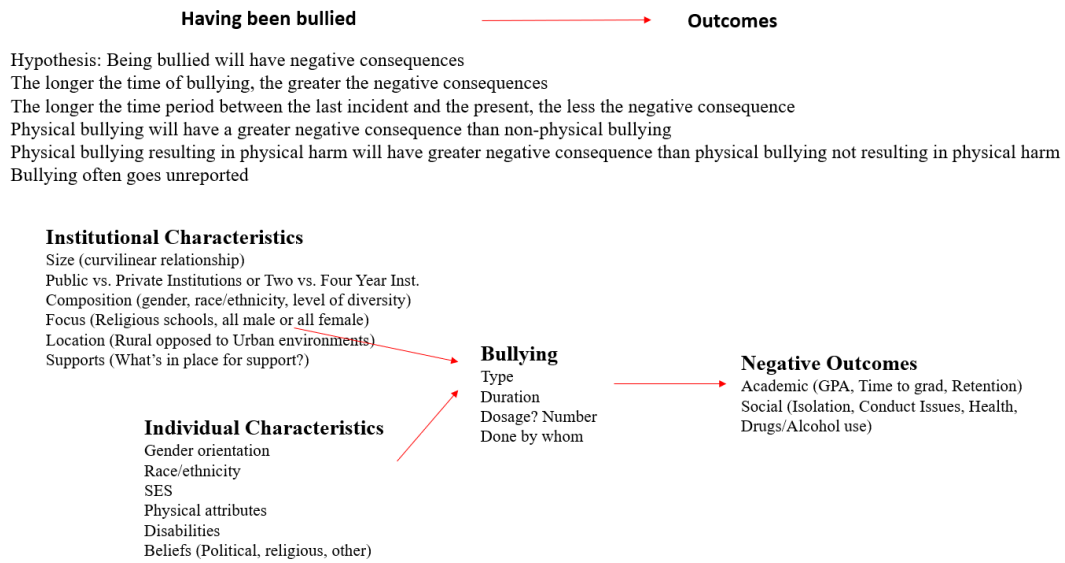 Having been bullied
Outcomes
Hypothesis: Being bullied will have negative consequences
The longer the time of bullying, the greater the negative consequences
The longer the time period between the last incident and the present, the less the negative consequence
Physical bullying will have a greater negative consequence than non-physical bullying
Physical bullying resulting in physical harm will have greater negative consequence than physical bullying not resulting in physical harm
Bullying often goes unreported
Institutional Characteristics
Size (curvilinear relationship)
Public vs. Private Institutions or Two vs. Four Year Inst.
Composition (gender, race/ethnicity, level of diversity)
Focus (Religious schools, all male or all female)
Location (Rural opposed to Urban environments)
Supports (What’s in place for support?)
Individual Characteristics
Gender orientation
Race/ethnicity
SES
Physical attributes
Disabilities
Beliefs (Political, religious, other)
Bullying
Type
Duration
Dosage? Number
Done by whom
Negative Outcomes
Academic (GPA, Time to grad, Retention)
Social (Isolation, Conduct Issues, Health,
Drugs/Alcohol use)